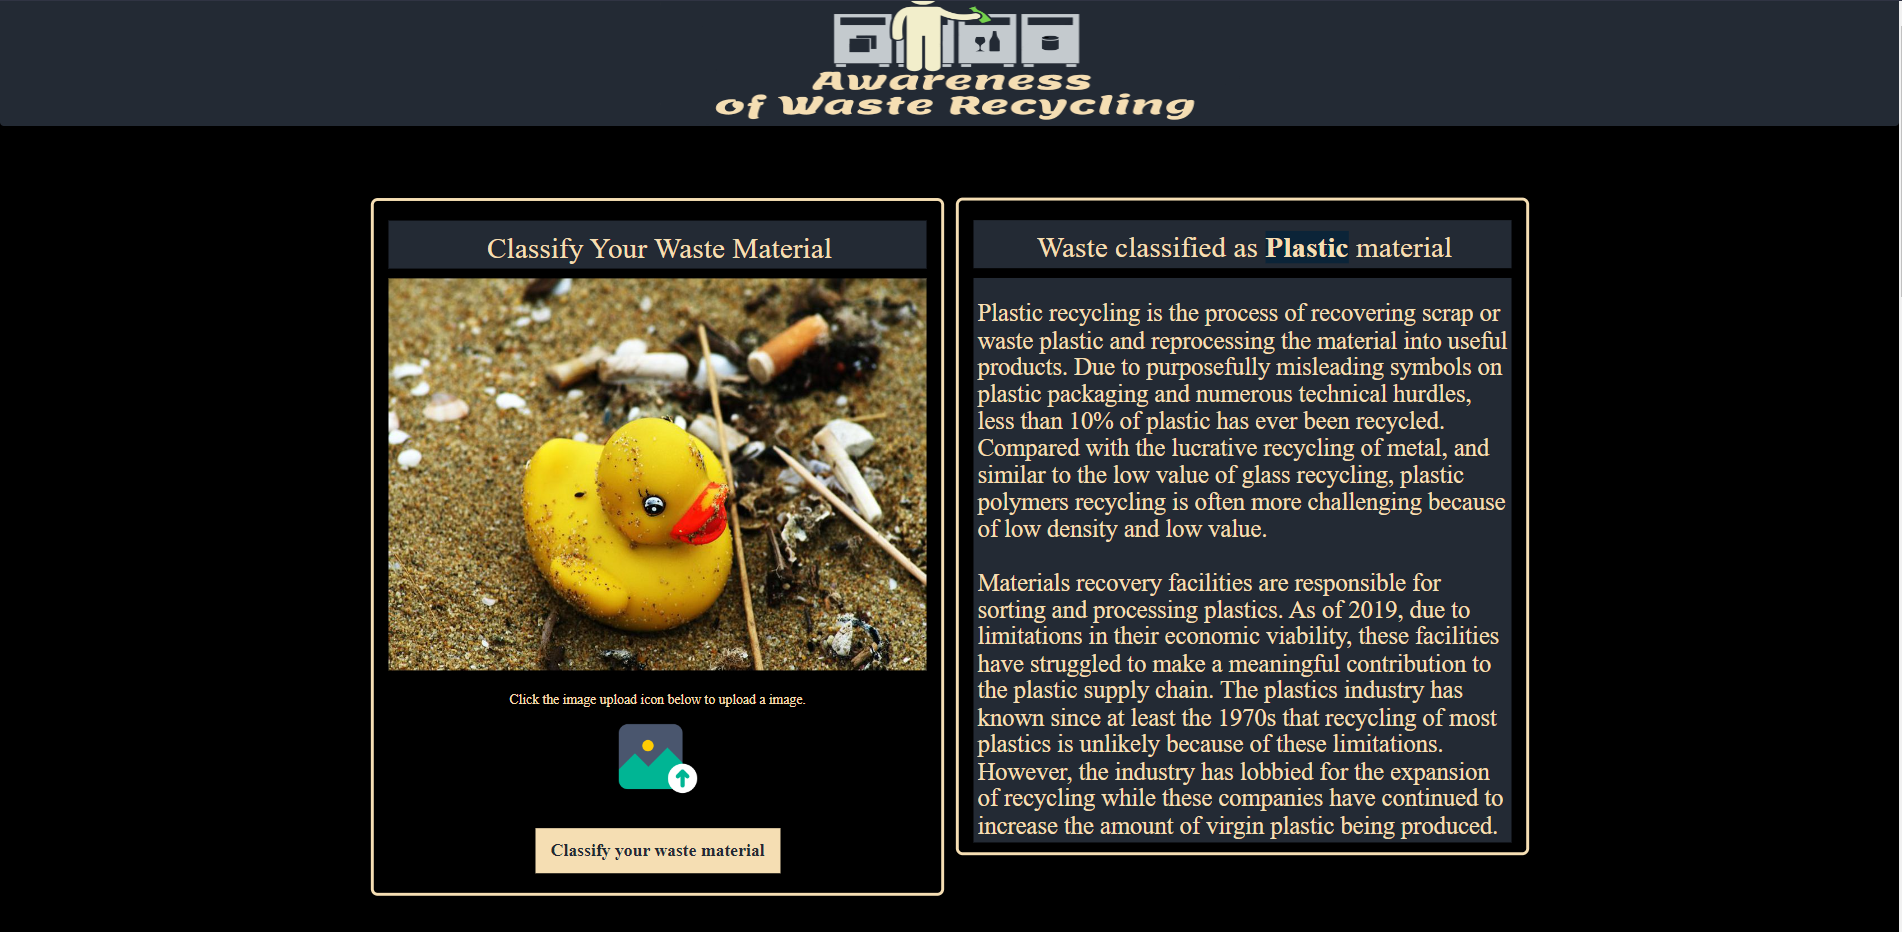 Awareness
of Waste Recycling
Classify Your Waste Material
Click the image upload icon below to upload a image.
Classify your waste material
Waste classified as Plastic material
Plastic recycling is the process of recovering scrap or
waste plastic and reprocessing the material into useful
products. Due to purposefully misleading symbols on
plastic packaging and numerous technical hurdles,
less than 10% of plastic has ever been recycled.
Compared with the lucrative recycling of metal, and
similar to the low value of glass recycling, plastic
polymers recycling is often more challenging because
of low density and low value.
Materials recovery facilities are responsible for
sorting and processing plastics. As of 2019, due to
limitations in their economic viability, these facilities
have struggled to make a meaningful contribution to
the plastic supply chain. The plastics industry has
known since at least the 1970s that recycling of most
plastics is unlikely because of these limitations.
However, the industry has lobbied for the expansion
of recycling while these companies have continued to
increase the amount of virgin plastic being produced.